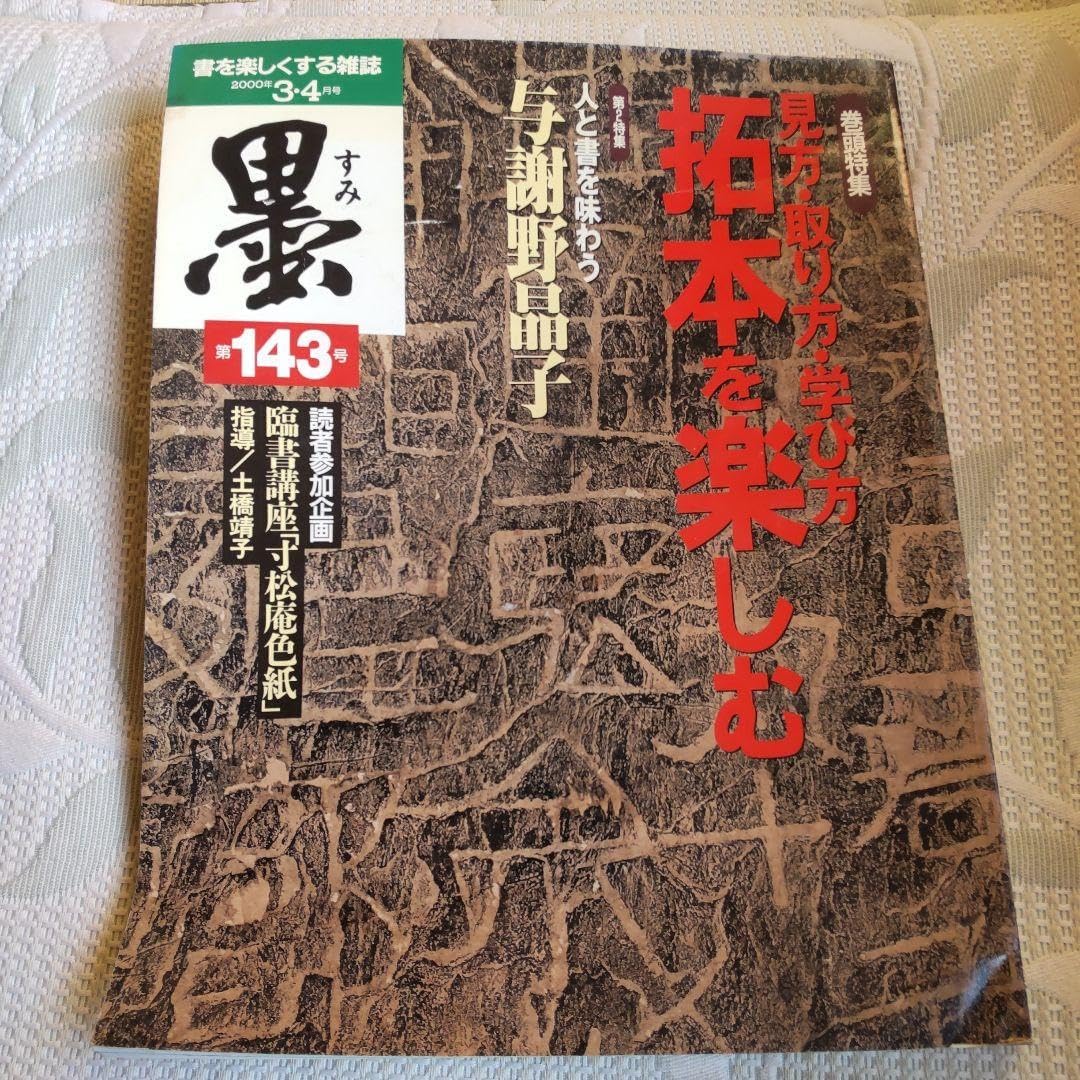 書を楽しくする雑誌
2000年3・4月号
墨
すみ
第143号
巻頭特集
見方・取り方・学び方
拓本を楽しむ
第2特集
人と書を味わう
与謝野晶子
読者参加企画
臨書講座「寸松庵色紙」
指導／土橋靖子